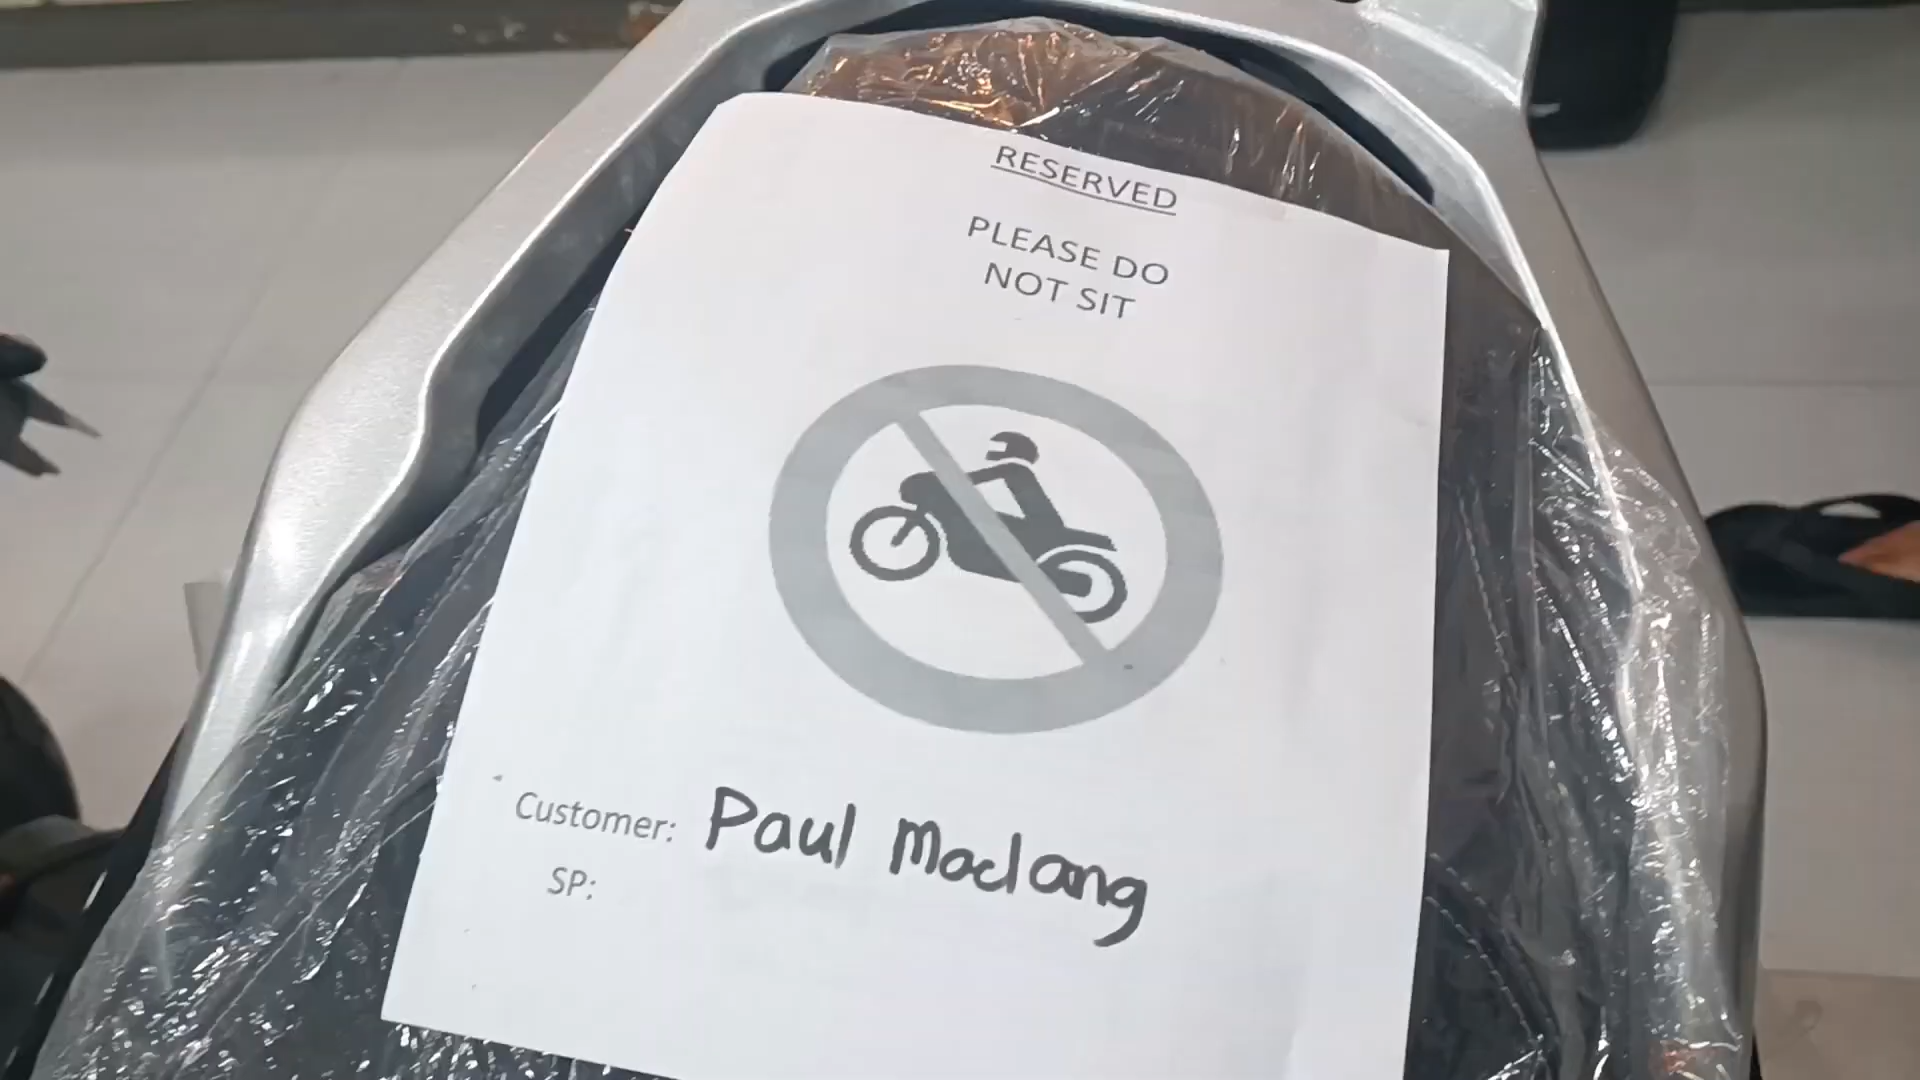 RESERVED
PLEASE DO
NOT SIT
Customer: Paul Maclang
SP: